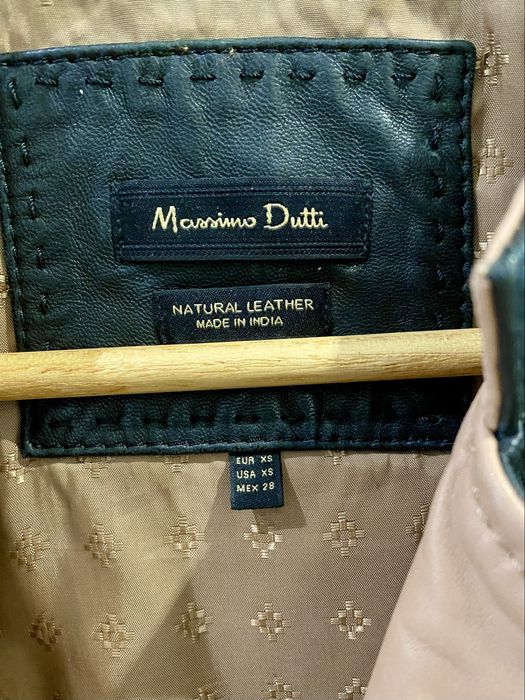 Massimo Dutti
NATURAL LEATHER
MADE IN INDIA
EUR XS
USA XS
MEX 28